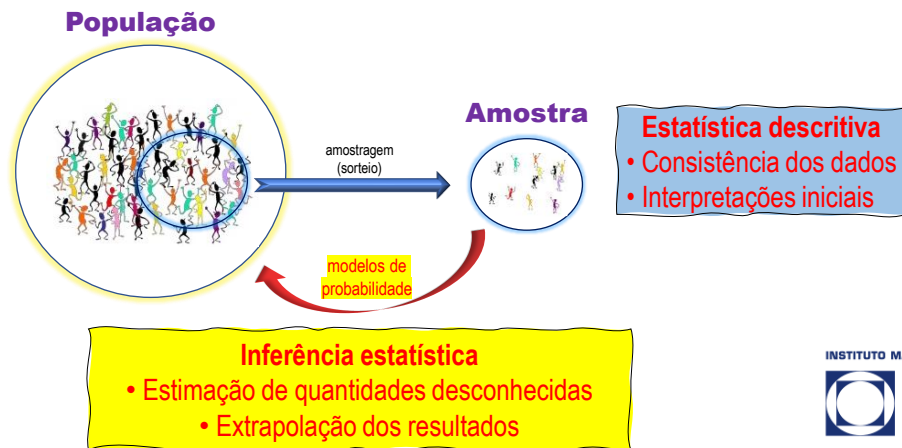 População
amostragem
(sorteio)
Amostra
Estatística descritiva
• Consistência dos dados
• Interpretações iniciais
modelos de
probabilidade
Inferência estatística
• Estimação de quantidades desconhecidas
• Extrapolação dos resultados
INSTITUTO M